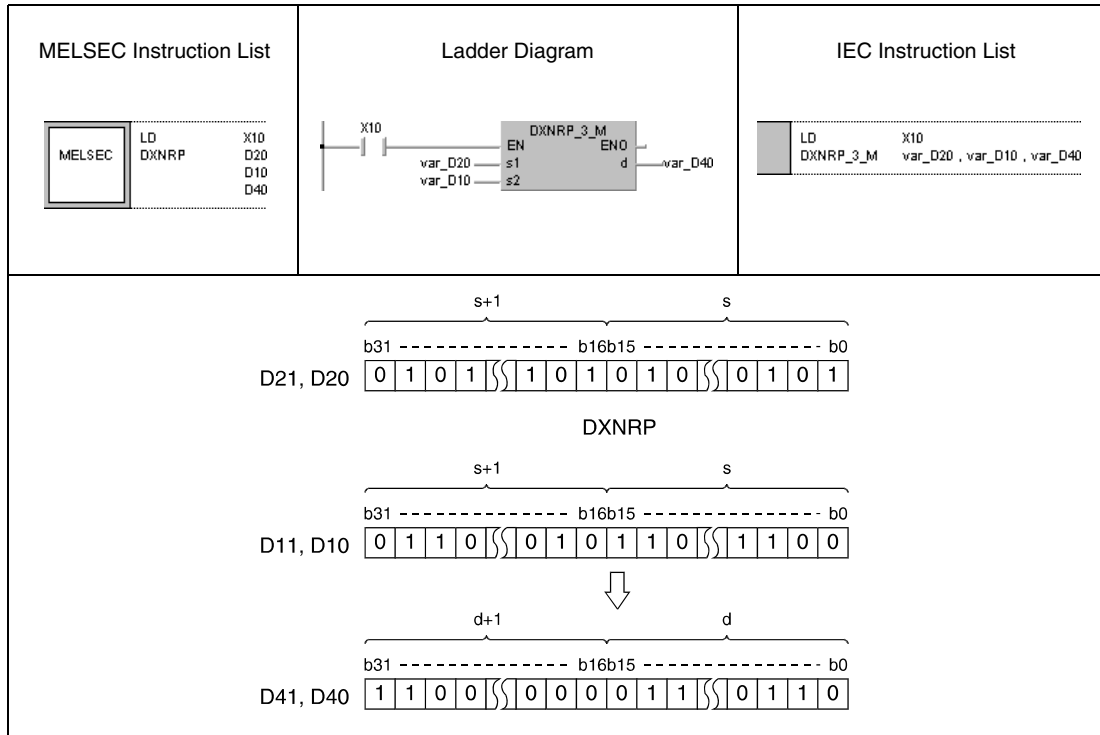 MELSEC Instruction List
Ladder Diagram
IEC Instruction List
MELSEC
LD X10
DXNRP D20
D10
D40
X10
DXNRP_3_M
EN ENO
var_D20 s1 d var_D40
var_D10 s2
LD X10
DXNRP_3_M var_D20 , var_D10 , var_D40
s+1 s
b31 b16b15 b0
D21, D20 0 1 0 1 1 0 1 0 1 0 0 1 0 1
DXNRP
s+1 s
b31 b16b15 b0
D11, D10 0 1 1 0 0 1 0 1 1 0 1 1 0 0
d+1 d
b31 b16b15 b0
D41, D40 1 1 0 0 0 0 0 0 1 1 0 1 1 0